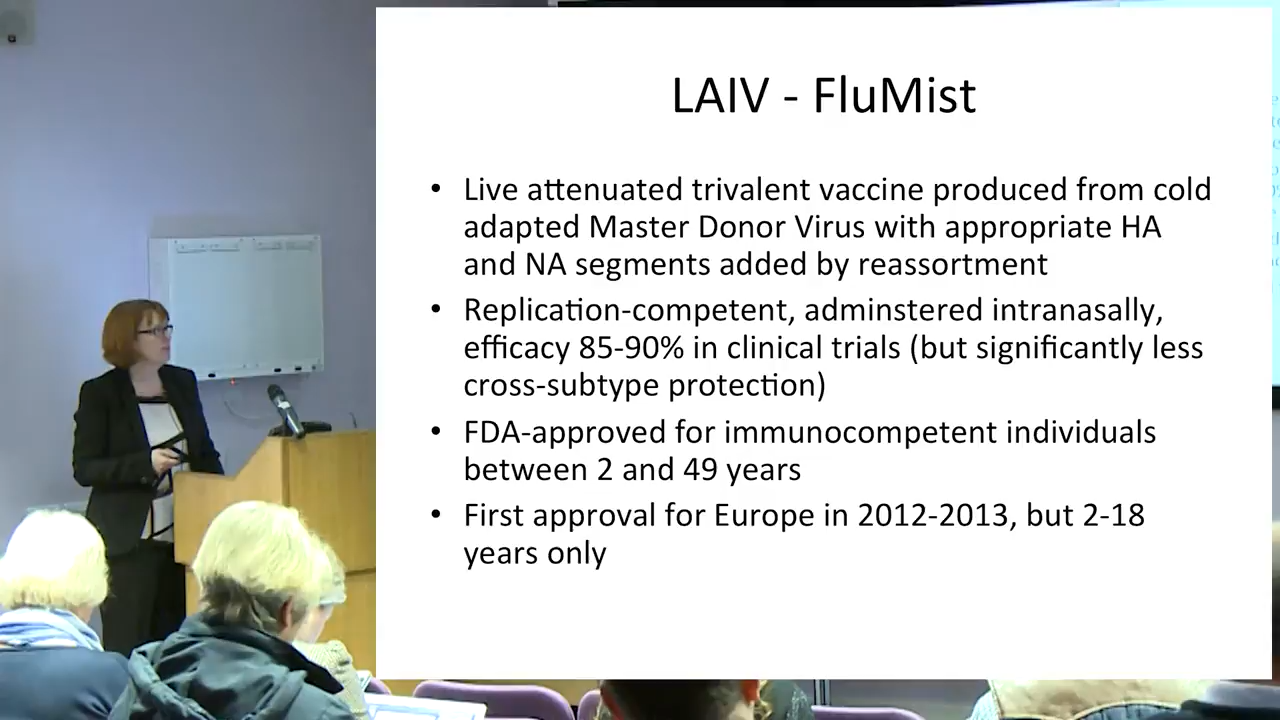 LAIV - FluMist
• Live attenuated trivalent vaccine produced from cold
adapted Master Donor Virus with appropriate HA
and NA segments added by reassortment
• Replication-competent, adminstered intranasally,
efficacy 85-90% in clinical trials (but significantly less
cross-subtype protection)
• FDA-approved for immunocompetent individuals
between 2 and 49 years
• First approval for Europe in 2012-2013, but 2-18
years only